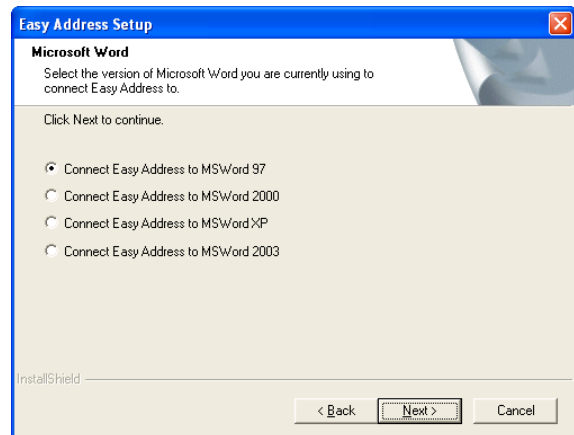 Easy Address Setup
Microsoft Word
Select the version of Microsoft Word you are currently using to
connect Easy Address to.
Click Next to continue.
Connect Easy Address to MSWord 97
Connect Easy Address to MSWord 2000
Connect Easy Address to MSWord XP
Connect Easy Address to MSWord 2003
InstallShield
< Back
Next >
Cancel